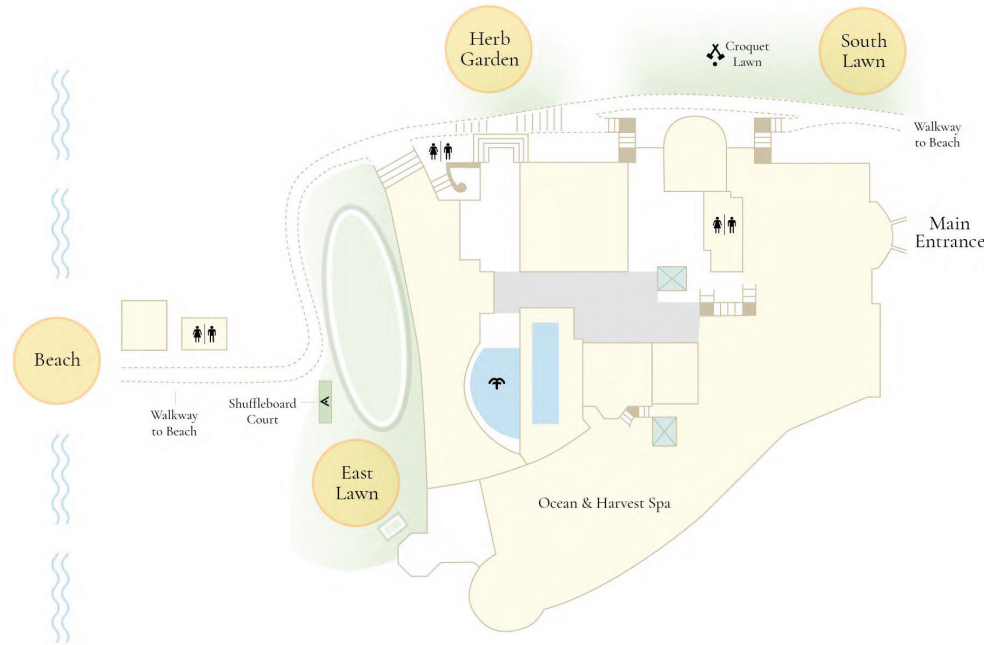 Herb
Garden
Croquet
Lawn
South
Lawn
Walkway
to Beach
Main
Entrance
Beach
Walkway
to Beach
Shuffleboard
Court
East
Lawn
Ocean & Harvest Spa